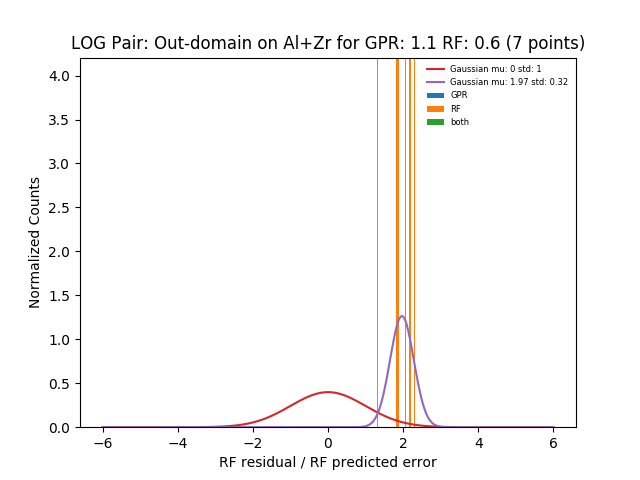 LOG Pair: Out-domain on Al+Zr for GPR: 1.1 RF: 0.6 (7 points)
Gaussian mu: 0 std: 1
Gaussian mu: 1.97 std: 0.32
GPR
RF
both
Normalized Counts
4.0
3.5
3.0
2.5
2.0
1.5
1.0
0.5
0.0
−6 −4 −2 0 2 4 6
RF residual / RF predicted error